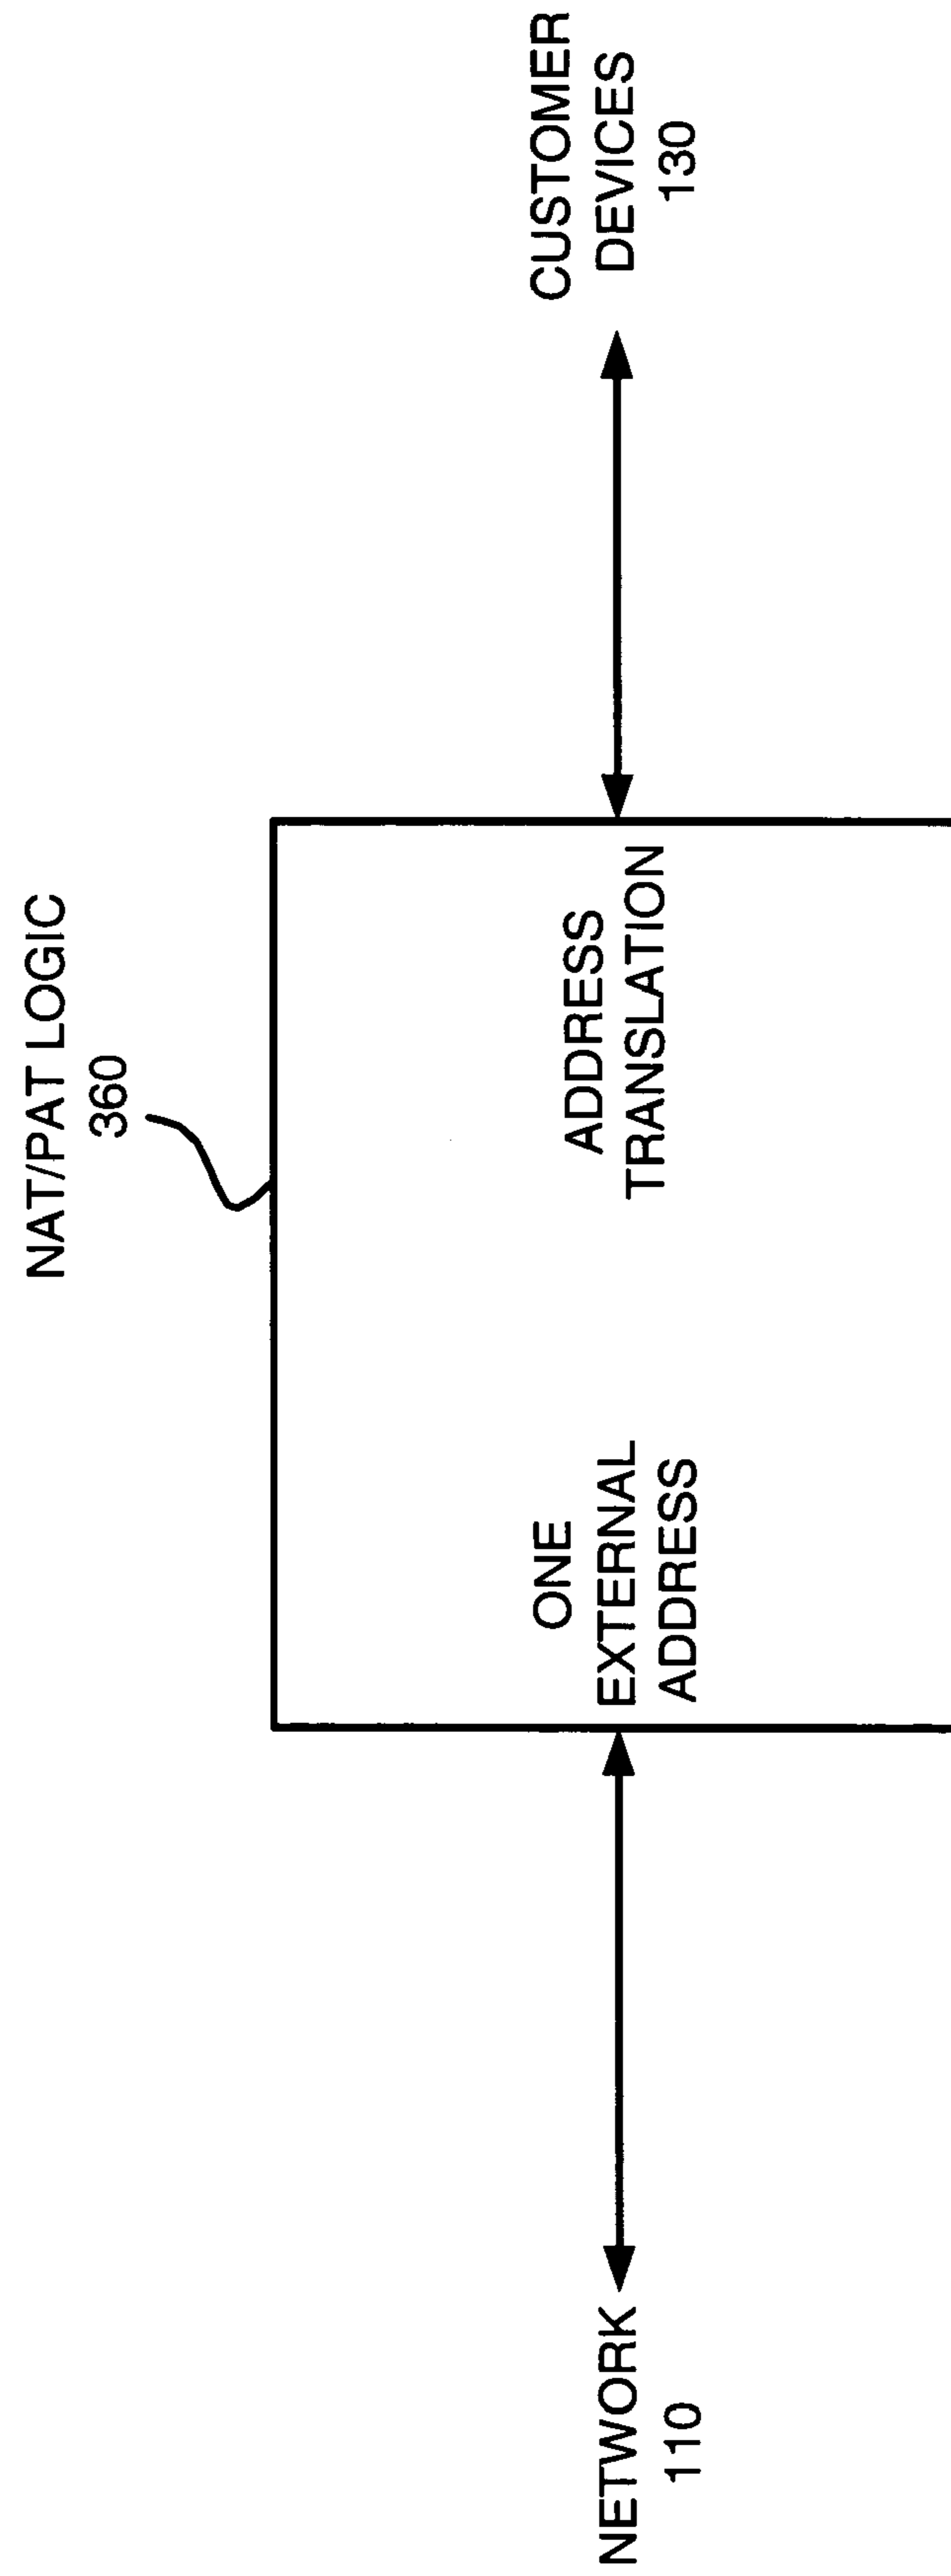 NAT/PAT LOGIC
360
NETWORK
110
ONE
EXTERNAL
ADDRESS
ADDRESS
TRANSLATION
CUSTOMER
DEVICES
130